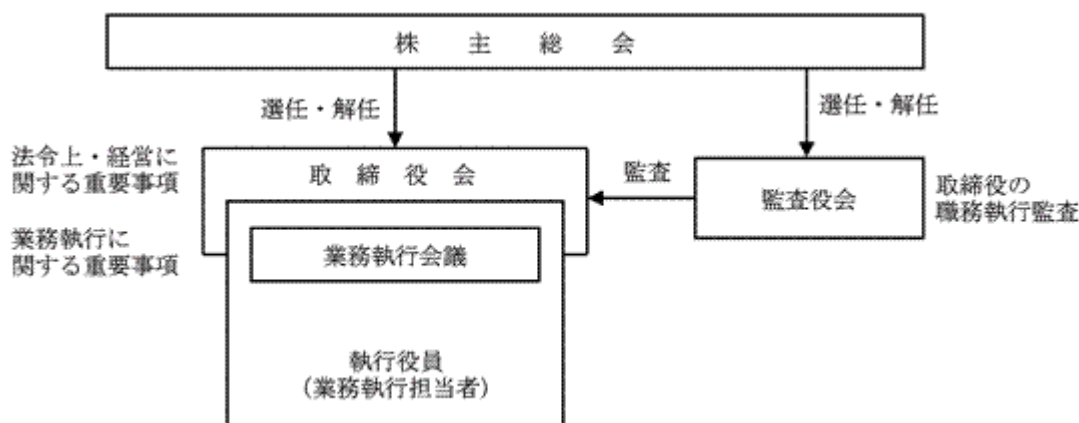 株主総会
選任・解任
選任・解任
法令上・経営に
関する重要事項
取締役会
監査
監査役会
取締役の
職務執行監査
業務執行に
関する重要事項
業務執行会議
執行役員
（業務執行担当者）